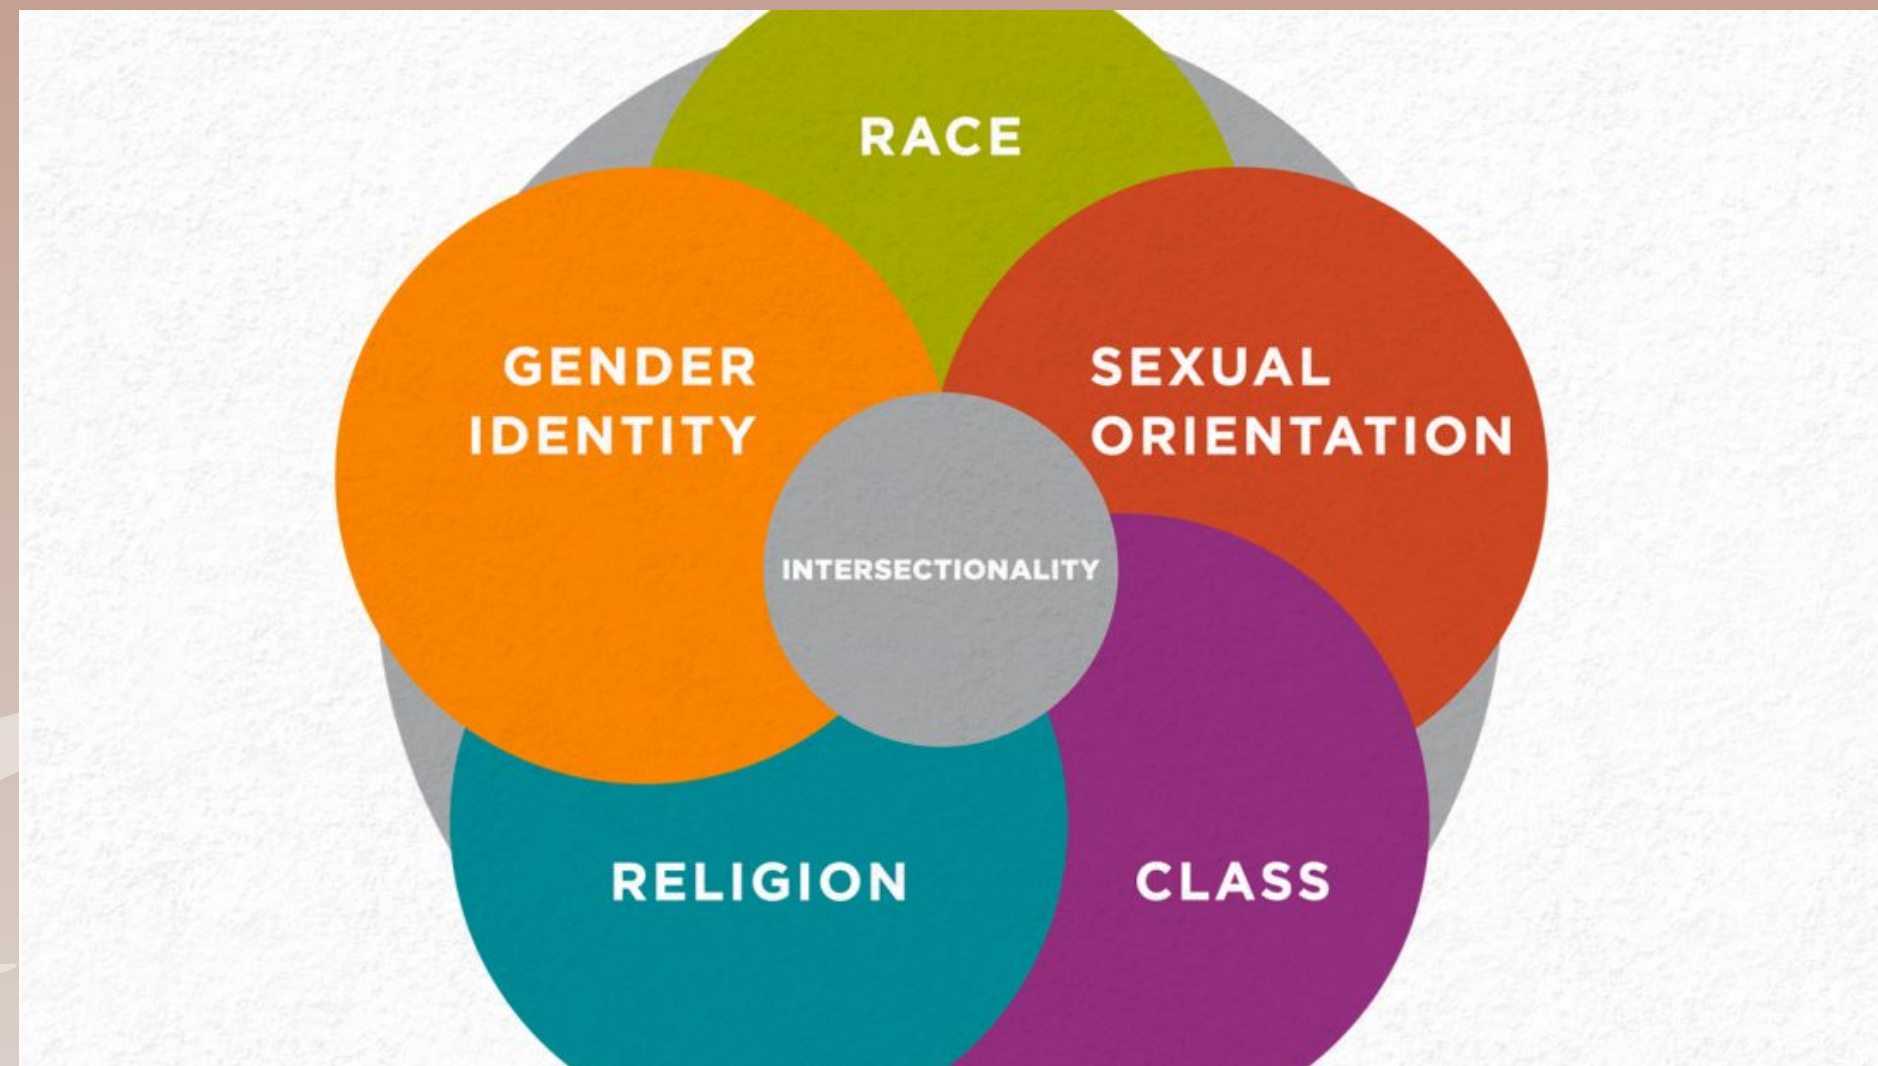 RACE
GENDER
IDENTITY
SEXUAL
ORIENTATION
INTERSECTIONALITY
RELIGION
CLASS